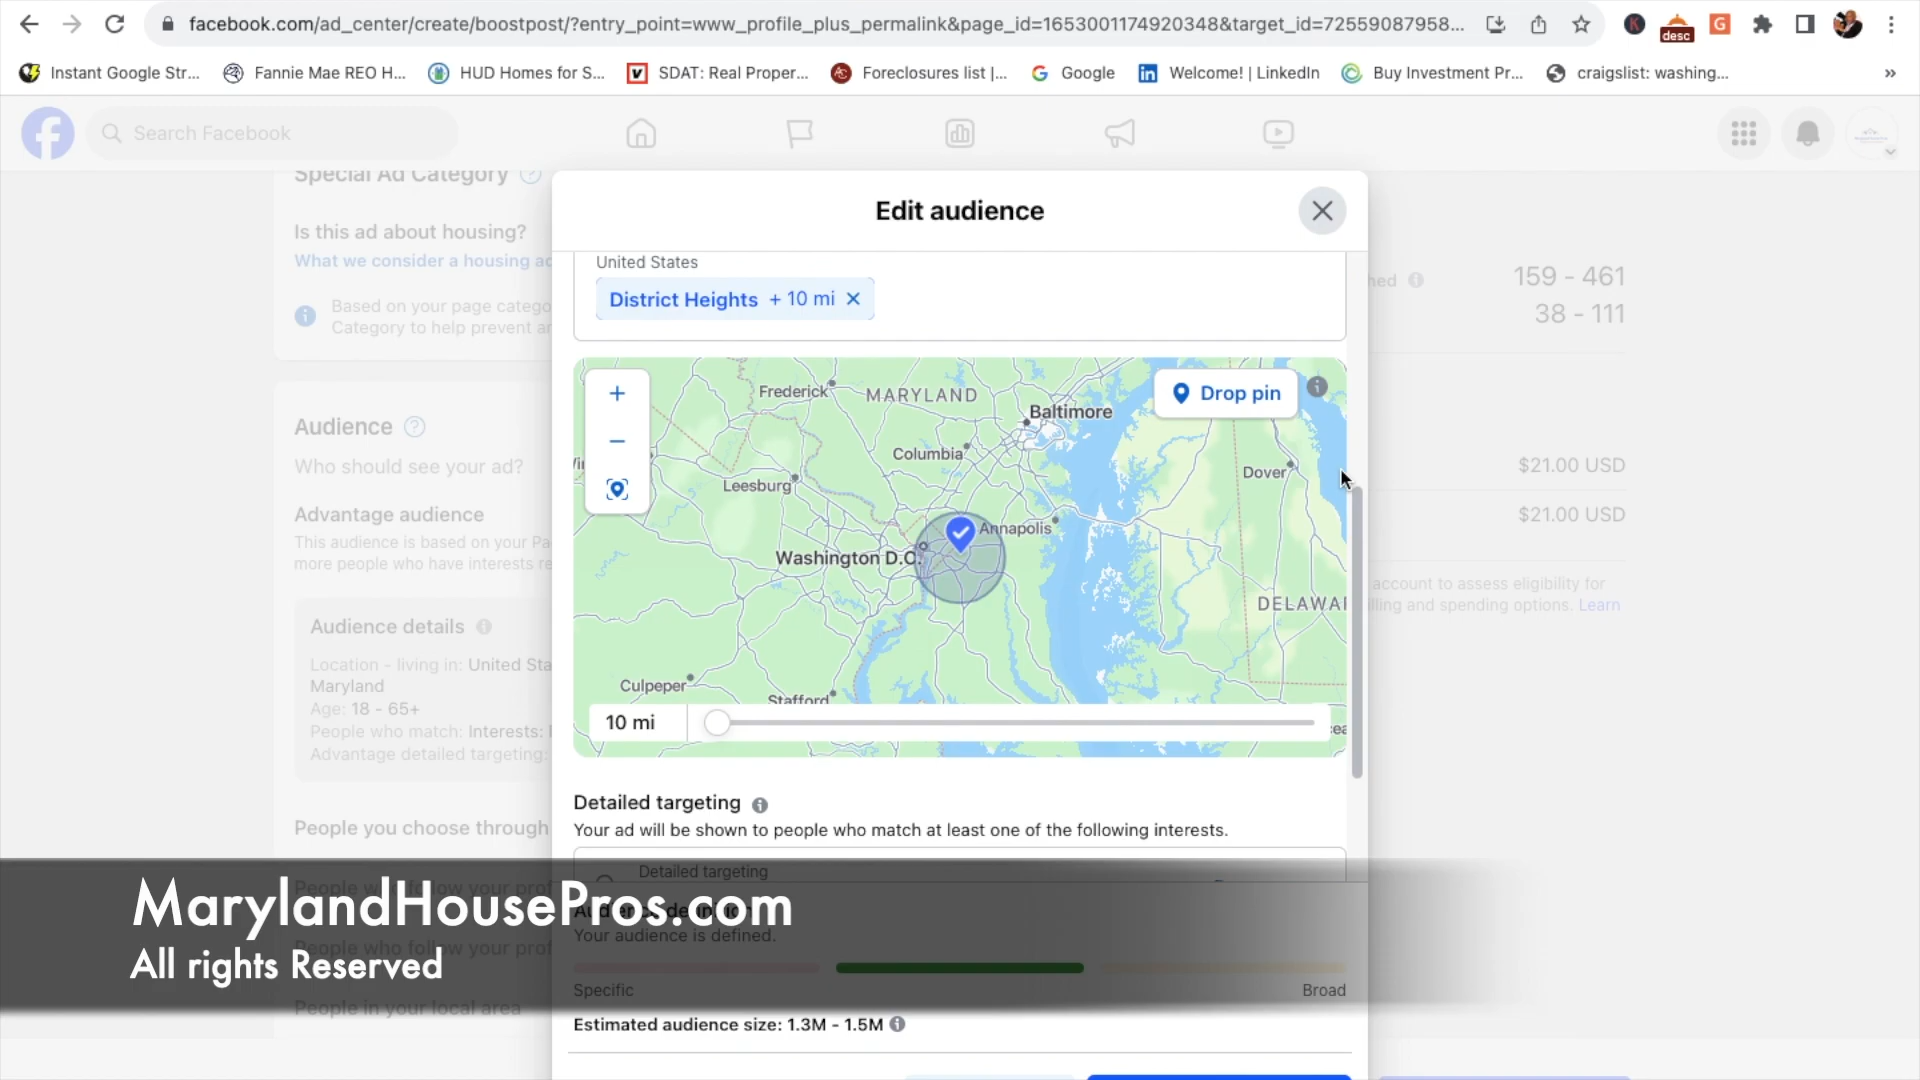 facebook.com/ad_center/create/boostpost/?entry_point=www_profile_plus_permalink&page_id=1653001174920348&target_id=72559087958...
desc
Instant Google Str...
Fannie Mae REO H...
HUD Homes for S...
SDAT: Real Proper...
Foreclosures list |...
Google
Welcome! | LinkedIn
Buy Investment Pr...
craigslist: washing...
»
Search Facebook
Special Ad Category
Is this ad about housing?
What we consider a housing ad
Based on your page catego
Category to help prevent a
Audience
Who should see your ad?
Advantage audience
This audience is based on your Pa
more people who have interests re
Audience details
Location - living in: United Sta
Maryland
Age: 18 - 65+
People who match: Interests:
Advantage detailed targeting:
People you choose through
People who follow your prof
People who follow your prof
People in your local area
Edit audience
United States
District Heights + 10 mi
Frederick
MARYLAND
Baltimore
Columbia
Leesburg
Dover
Annapolis
Washington D.C.
DELAWA
Culpeper
Stafford
Drop pin
10 mi
Detailed targeting
Your ad will be shown to people who match at least one of the following interests.
Detailed targeting
Audience definition
Your audience is defined.
Specific
Broad
Estimated audience size: 1.3M - 1.5M
hed
159 - 461
38 - 111
$21.00 USD
$21.00 USD
account to assess eligibility for
lling and spending options. Learn
MarylandHousePros.com
All rights Reserved